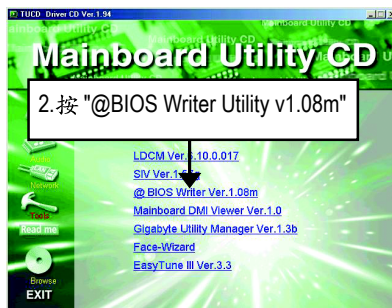 TUCD Driver CD Ver.1.94
Mainboard Utility CD
2.按 "@BIOS Writer Utility v1.08m"
LDCM Ver.6.10.0.017
SIV Ver.1.
@ BIOS Writer Ver.1.08m
Network
Mainboard DMI Viewer Ver.1.0
Tools
Gigabyte Utility Manager Ver.1.3b
Read me
Face-Wizard
EasyTune III Ver.3.3
Browse
EXIT